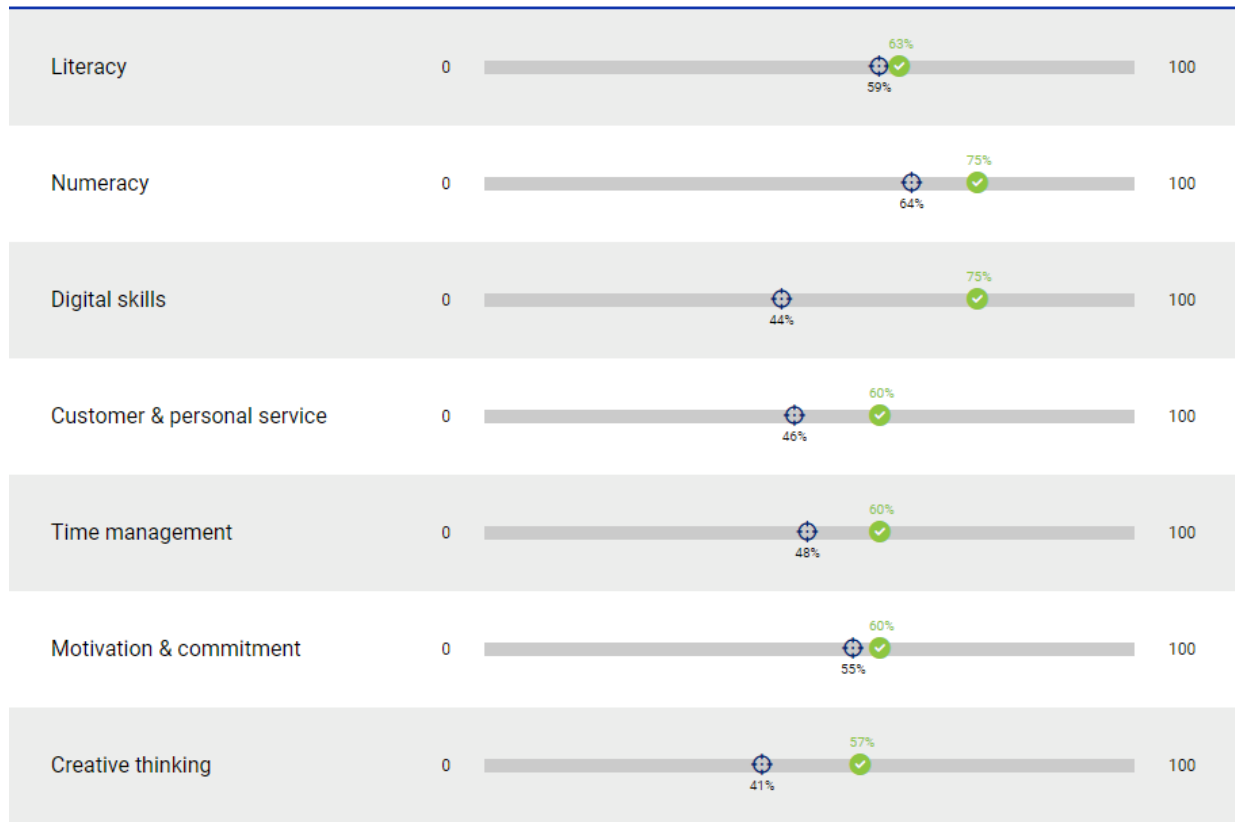 63%
Literacy 0 100
59%
75%
Numeracy 0 100
64%
75%
Digital skills 0 100
44%
60%
Customer & personal service 0 100
46%
60%
Time management 0 100
48%
60%
Motivation & commitment 0 100
55%
57%
Creative thinking 0 100
41%